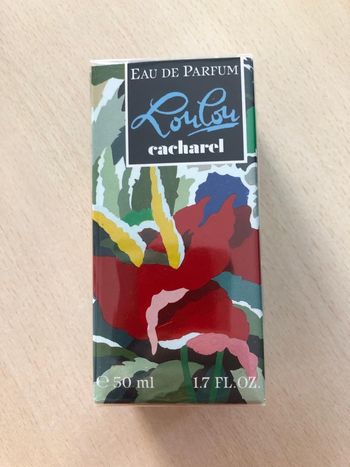 EAU DE PARFUM
Loulou
cacharel
℮ 50 ml 1.7 FL.OZ.